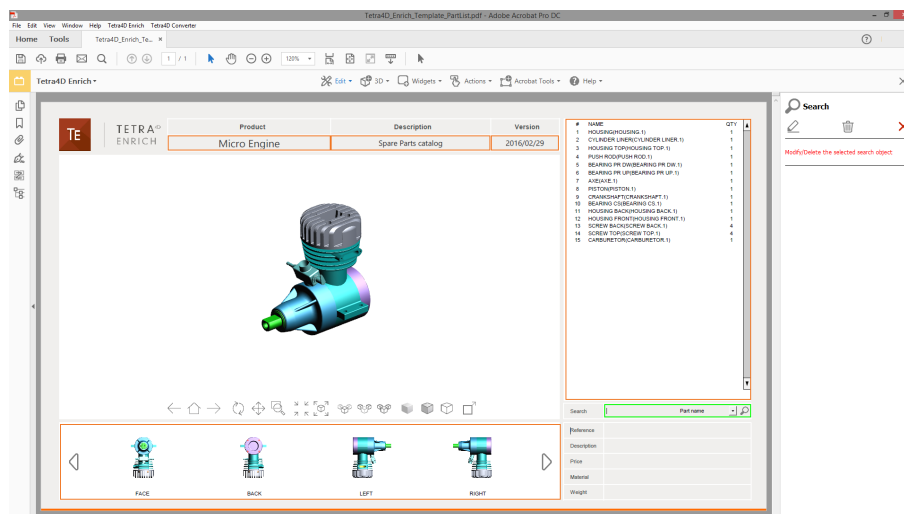 Tetra4D_Enrich_Template_PartList.pdf - Adobe Acrobat Pro DC
File Edit View Window Help Tetra4D Enrich Tetra4D Converter
Home Tools Tetra4D_Enrich_Te... ×
1 / 1 120%
Tetra4D Enrich Edit 3D Widgets Actions Acrobat Tools Help
Search
Modify/Delete the selected search object
TE TETRA4D ENRICH
Product Description Version
Micro Engine Spare Parts catalog 2016/02/29
# NAME QTY
1 HOUSING(HOUSING.1) 1
2 CYLINDER LINER(CYLINDER LINER.1) 1
3 HOUSING TOP(HOUSING TOP.1) 1
4 PUSH ROD(PUSH ROD.1) 1
5 BEARING PR DW(BEARING PR DW.1) 1
6 BEARING PR UP(BEARING PR UP.1) 1
7 AXE(AXE.1) 1
8 PISTON(PISTON.1) 1
9 CRANKSHAFT(CRANKSHAFT.1) 1
10 BEARING CS(BEARING CS.1) 1
11 HOUSING BACK(HOUSING BACK.1) 1
12 HOUSING FRONT(HOUSING FRONT.1) 1
13 SCREW BACK(SCREW BACK.1) 4
14 SCREW TOP(SCREW TOP.1) 4
15 CARBURETOR(CARBURETOR.1) 1
Search Part name
Reference
Description
Price
Material
Weight
FACE BACK LEFT RIGHT